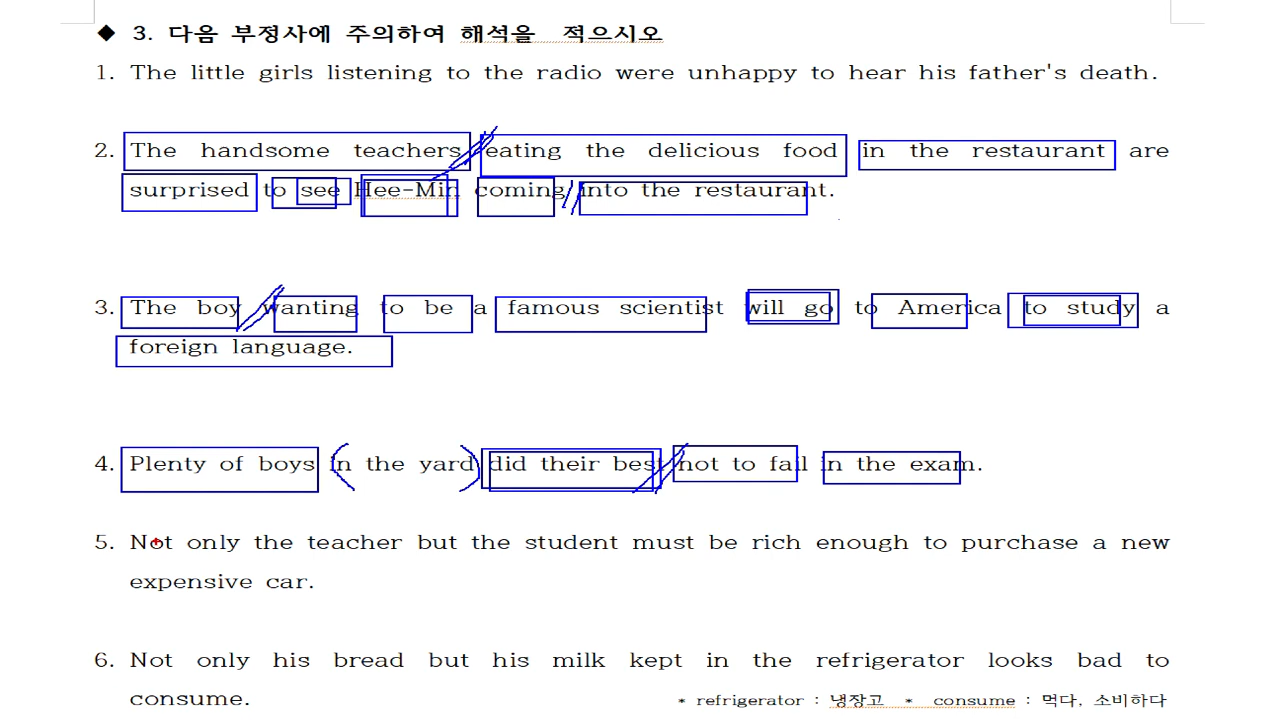 ◆ 3. 다음 부정사에 주의하여 해석을 적으시오
1. The little girls listening to the radio were unhappy to hear his father's death.
2. The handsome teachers eating the delicious food in the restaurant are
surprised to see Hee-Min coming into the restaurant.
3. The boy wanting to be a famous scientist will go to America to study a
foreign language.
4. Plenty of boys in the yard did their best not to fail in the exam.
5. Not only the teacher but the student must be rich enough to purchase a new
expensive car.
6. Not only his bread but his milk kept in the refrigerator looks bad to
consume. * refrigerator : 냉장고 * consume : 먹다, 소비하다